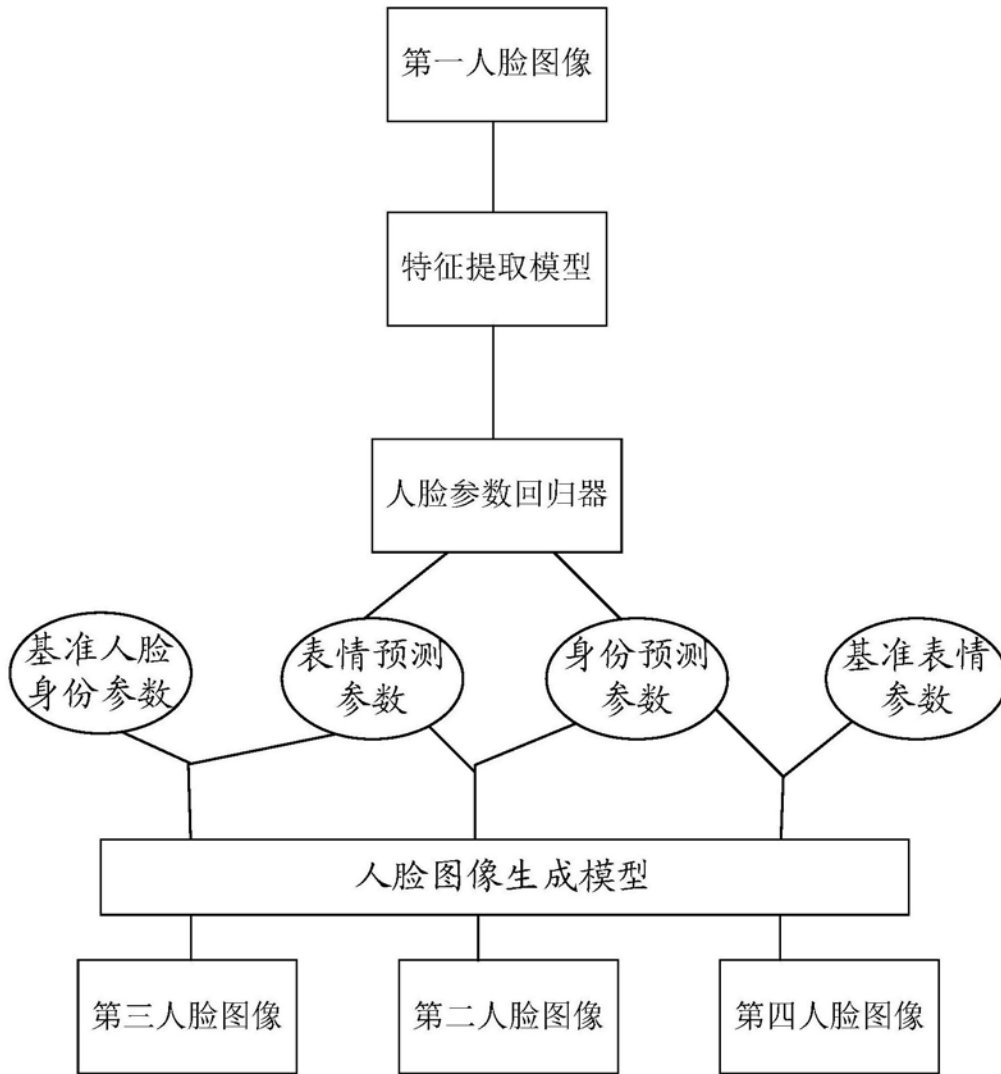 第一人脸图像
特征提取模型
人脸参数回归器
基准人脸
身份参数
表情预测
参数
身份预测
参数
基准表情
参数
人脸图像生成模型
第三人脸图像
第二人脸图像
第四人脸图像